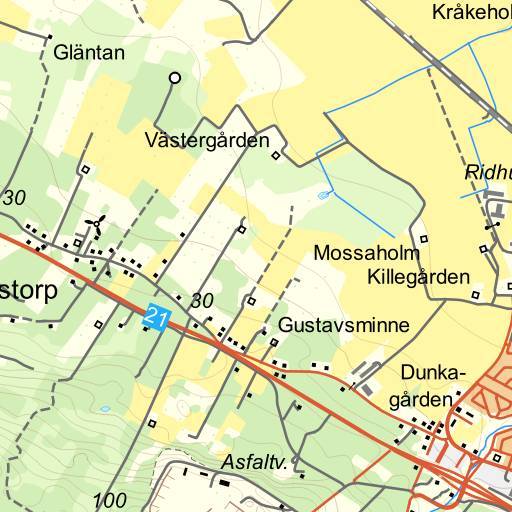 Kråkehol
Gläntan
Västergården
Ridhu
30
Mossaholm
Killegården
storp
30
21
Gustavsminne
Dunka-
gården
Asfaltv.
100